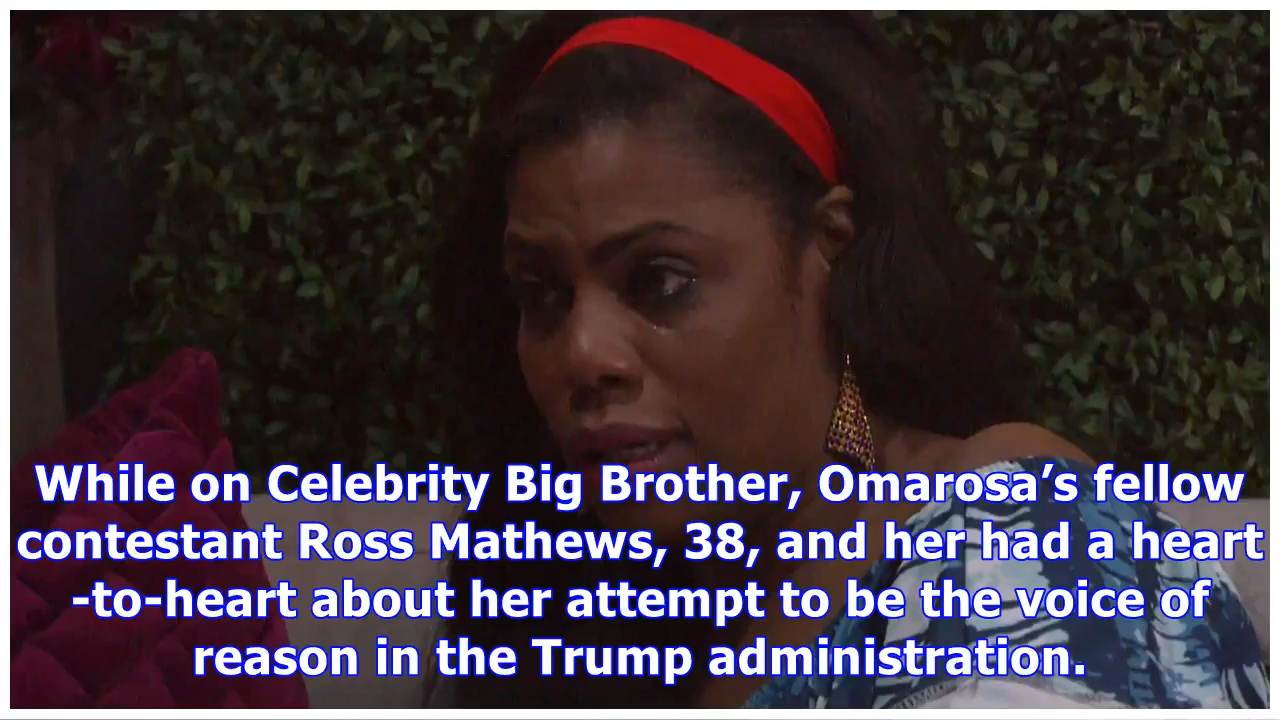 While on Celebrity Big Brother, Omarosa’s fellow
contestant Ross Mathews, 38, and her had a heart
-to-heart about her attempt to be the voice of
reason in the Trump administration.